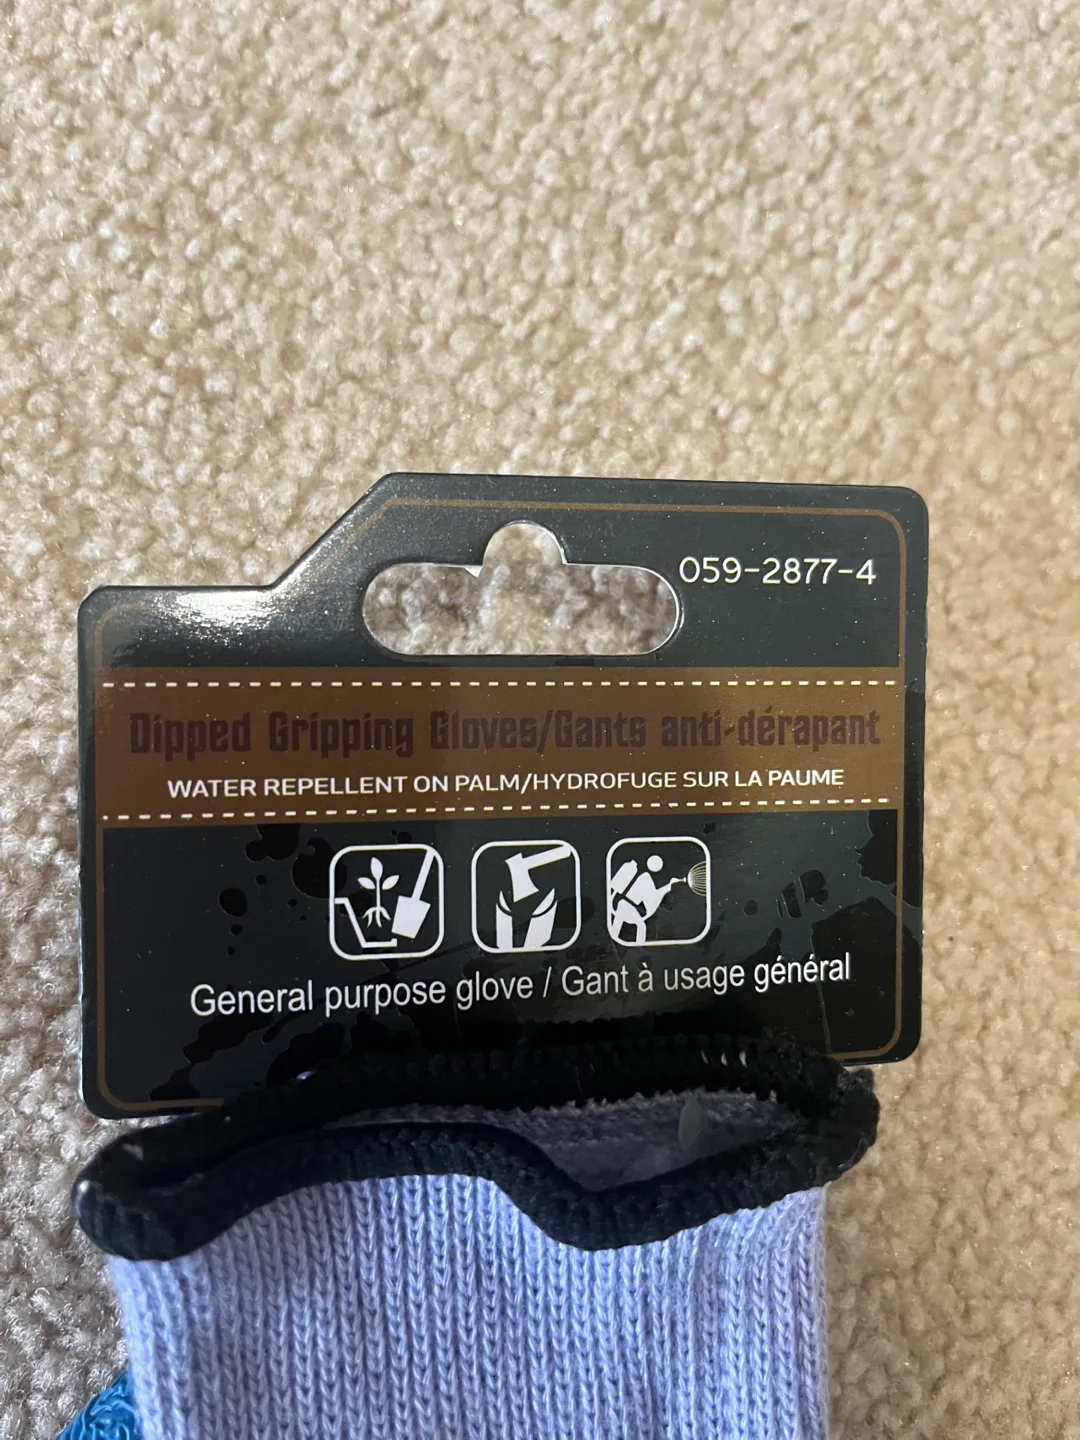 059-2877-4
Dipped Gripping Gloves/Gants anti-dérapant
WATER REPELLENT ON PALM/HYDROFUGE SUR LA PAUME
General purpose glove / Gant à usage général